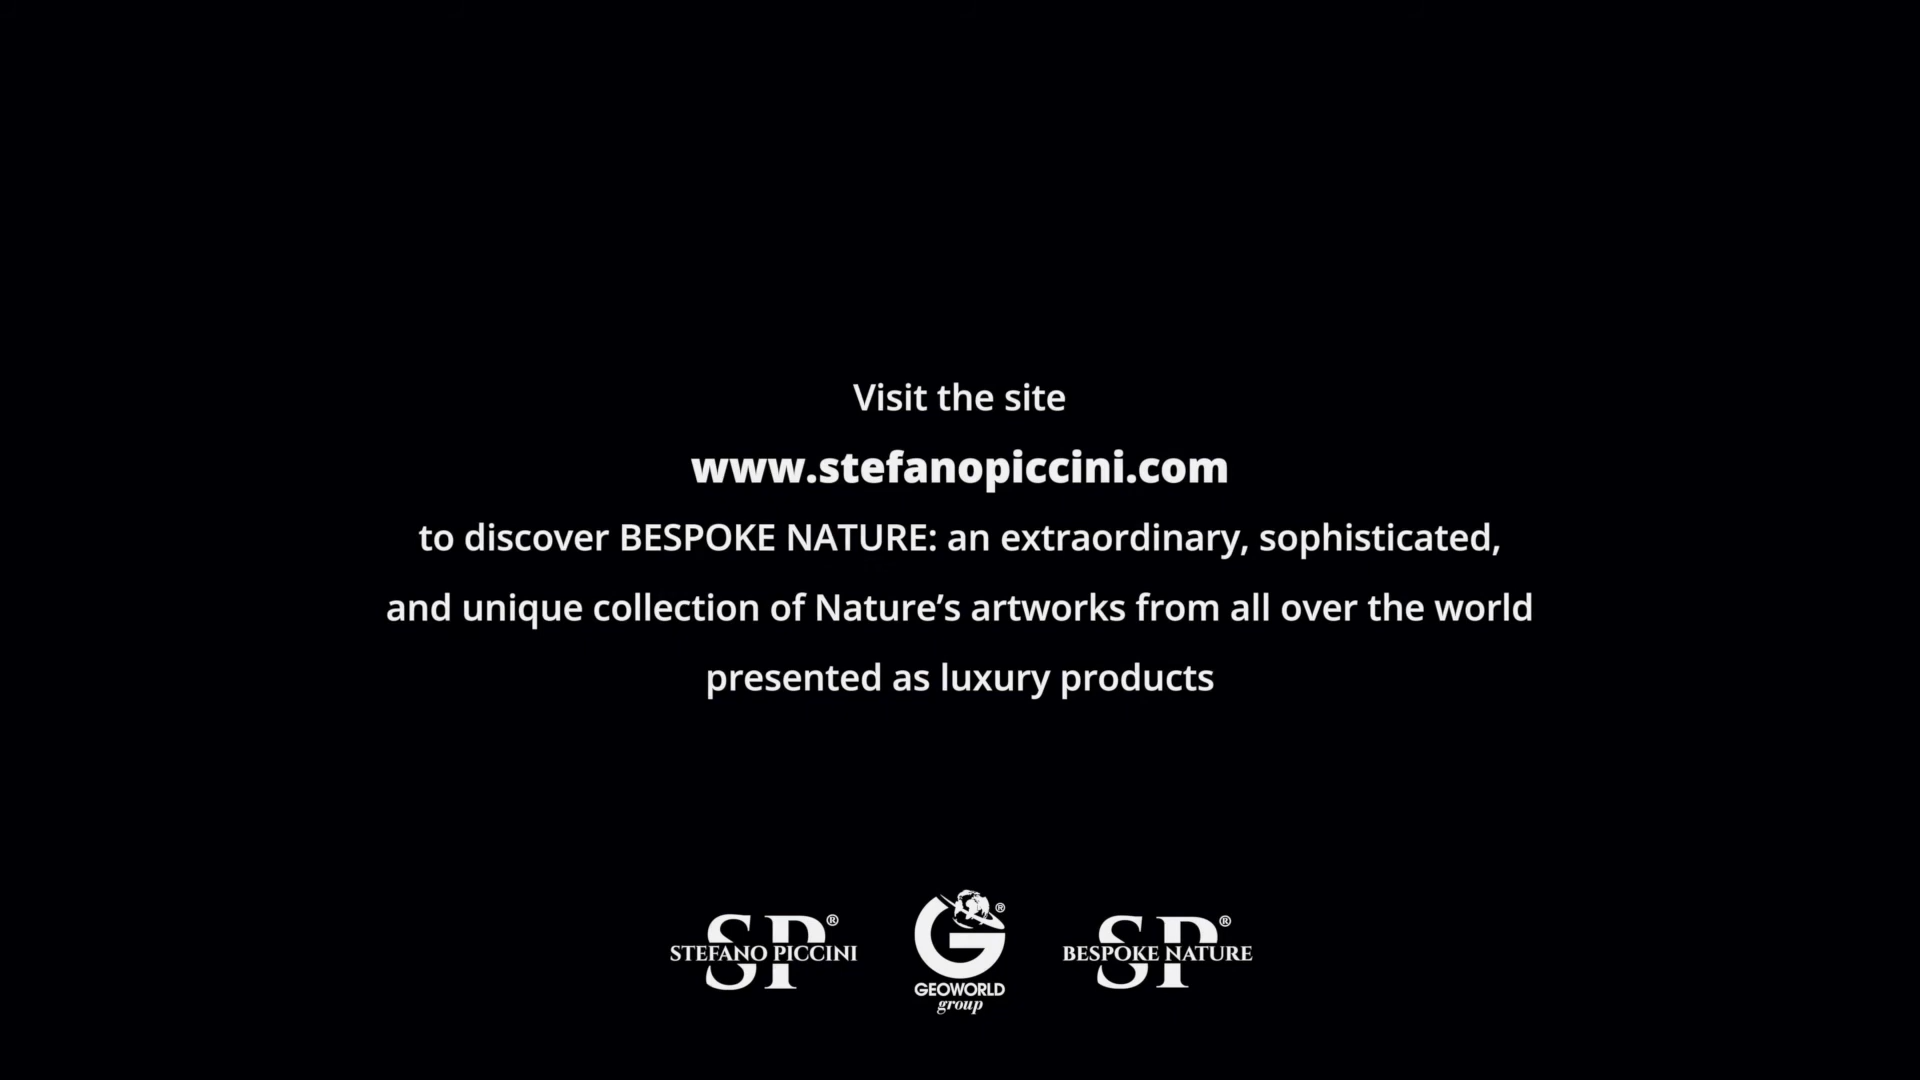 Visit the site
www.stefanopiccini.com
to discover BESPOKE NATURE: an extraordinary, sophisticated,
and unique collection of Nature’s artworks from all over the world
presented as luxury products
SP®
STEFANO PICCINI
G®
GEOWORLD
group
SP®
BESPOKE NATURE